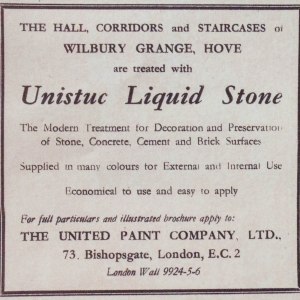 THE HALL, CORRIDORS and STAIRCASES of
WILBURY GRANGE, HOVE
are treated with
Unistuc Liquid Stone
The Modern Treatment for Decoration and Preservation
of Stone, Concrete, Cement and Brick Surfaces
Supplied in many colours for External and Internal Use
Economical to use and easy to apply
For full particulars and illustrated brochure apply to:
THE UNITED PAINT COMPANY, LTD.,
73, Bishopsgate, London, E.C. 2
London Wall 9924-5-6